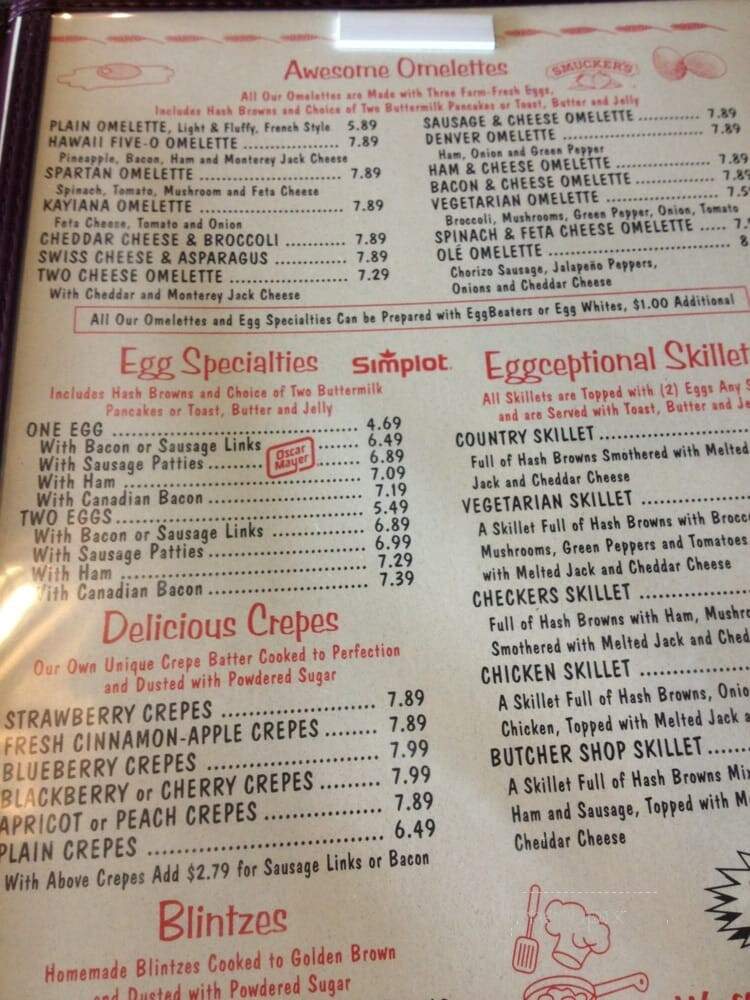 Awesome Omelettes
SMUCKER'S
All Our Omelettes are Made with Three Farm-Fresh Eggs,
Includes Hash Browns and Choice of Two Buttermilk Pancakes or Toast, Butter and Jelly
PLAIN OMELETTE, Light & Fluffy, French Style 5.89
HAWAII FIVE-O OMELETTE .............. 7.89
Pineapple, Bacon, Ham and Monterey Jack Cheese
SPARTAN OMELETTE ..................... 7.89
Spinach, Tomato, Mushroom and Feta Cheese
KAYIANA OMELETTE ..................... 7.89
Feta Cheese, Tomato and Onion
CHEDDAR CHEESE & BROCCOLI .......... 7.89
SWISS CHEESE & ASPARAGUS ........... 7.89
TWO CHEESE OMELETTE ................. 7.29
With Cheddar and Monterey Jack Cheese
SAUSAGE & CHEESE OMELETTE ........... 7.89
DENVER OMELETTE ..................... 7.89
Ham, Onion and Green Pepper
HAM & CHEESE OMELETTE ............... 7.89
BACON & CHEESE OMELETTE ............. 7.89
VEGETARIAN OMELETTE ................. 7.5
Broccoli, Mushrooms, Green Pepper, Onion, Tomato
SPINACH & FETA CHEESE OMELETTE ..... 7.
OLÉ OMELETTE ........................ 8
Chorizo Sausage, Jalapeño Peppers,
Onions and Cheddar Cheese
All Our Omelettes and Egg Specialties Can be Prepared with EggBeaters or Egg Whites, $1.00 Additional
Egg Specialties
Simplot
Includes Hash Browns and Choice of Two Buttermilk
Pancakes or Toast, Butter and Jelly
ONE EGG ............................ 4.69
With Bacon or Sausage Links ...... 6.49
With Sausage Patties ............. 6.89
Oscar Mayer
With Ham ......................... 7.09
With Canadian Bacon .............. 7.19
TWO EGGS ........................... 5.49
With Bacon or Sausage Links ...... 6.89
With Sausage Patties ............. 6.99
With Ham ......................... 7.29
With Canadian Bacon .............. 7.39
Delicious Crepes
Our Own Unique Crepe Batter Cooked to Perfection
and Dusted with Powdered Sugar
STRAWBERRY CREPES .................. 7.89
FRESH CINNAMON-APPLE CREPES ........ 7.89
BLUEBERRY CREPES ................... 7.99
BLACKBERRY or CHERRY CREPES ........ 7.99
APRICOT or PEACH CREPES ............ 7.89
PLAIN CREPES ....................... 6.49
With Above Crepes Add $2.79 for Sausage Links or Bacon
Blintzes
Homemade Blintzes Cooked to Golden Brown
and Dusted with Powdered Sugar
Eggceptional Skillet
All Skillets are Topped with (2) Eggs Any
and are Served with Toast, Butter and
COUNTRY SKILLET ....................
Full of Hash Browns Smothered with Melted
Jack and Cheddar Cheese
VEGETARIAN SKILLET .................
A Skillet Full of Hash Browns with Brocc
Mushrooms, Green Peppers and Tomatoes
with Melted Jack and Cheddar Cheese
CHECKERS SKILLET ...................
Full of Hash Browns with Ham, Mushro
Smothered with Melted Jack and Ched
CHICKEN SKILLET ....................
A Skillet Full of Hash Browns, Onio
Chicken, Topped with Melted Jack
BUTCHER SHOP SKILLET ...............
A Skillet Full of Hash Browns Mi
Ham and Sausage, Topped with M
Cheddar Cheese